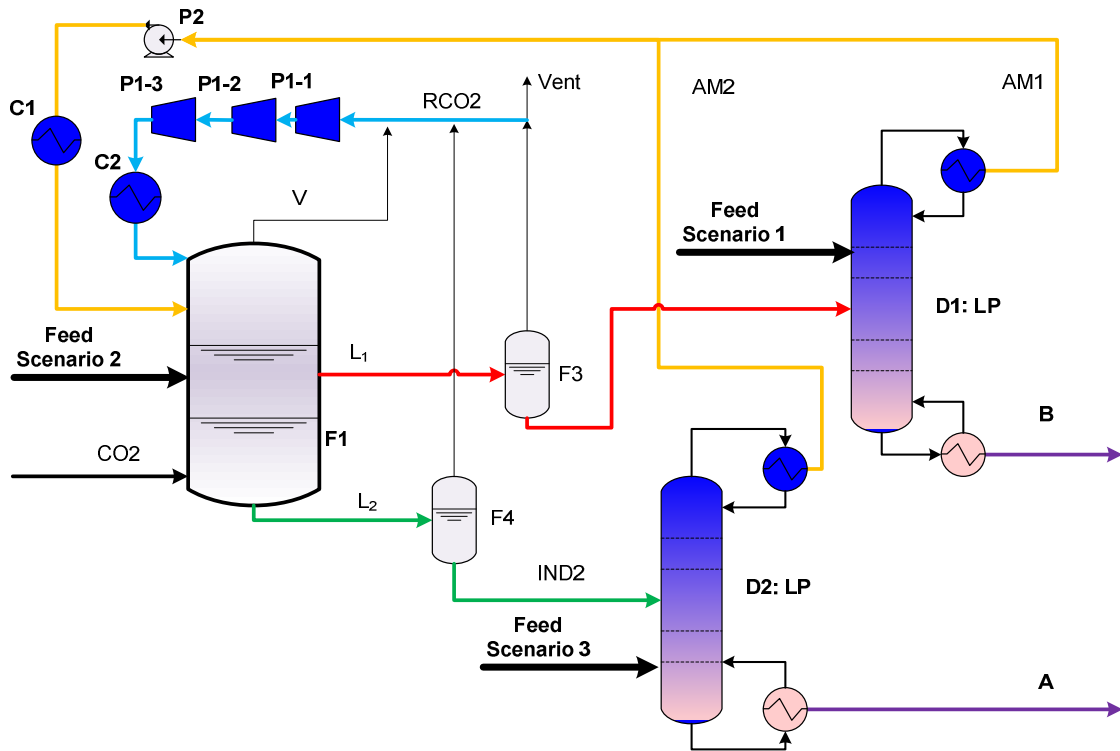 P2
AM2
AM1
P1-3
P1-2
P1-1
RCO2
Vent
C1
C2
V
Feed
Scenario 1
D1: LP
Feed
Scenario 2
L1
F3
F1
B
CO2
L2
F4
IND2
D2: LP
Feed
Scenario 3
A